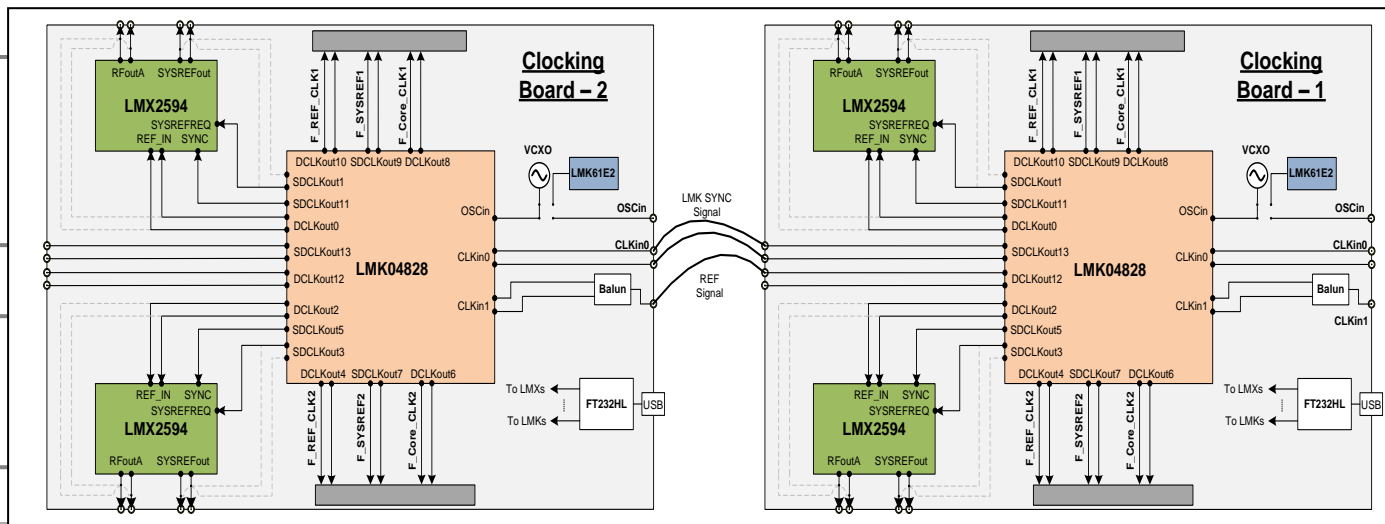 Clocking
Board – 2
RFoutA SYSREFout
LMX2594
SYSREFREQ
REF_IN SYNC
F_REF_CLK1
F_SYSREF1
F_Core_CLK1
DCLKout10 SDCLKout9 DCLKout8
SDCLKout1
SDCLKout11
DCLKout0
SDCLKout13
DCLKout12
DCLKout2
SDCLKout5
SDCLKout3
DCLKout4 SDCLKout7 DCLKout6
LMK04828
OSCin
CLKin0
CLKin1
VCXO
LMK61E2
OSCin
CLKin0
Balun
REF_IN SYNC
SYSREFREQ
LMX2594
RFoutA SYSREFout
F_REF_CLK2
F_SYSREF2
F_Core_CLK2
To LMXs
To LMKs
FT232HL
USB
LMK SYNC
Signal
REF
Signal
Clocking
Board – 1
RFoutA SYSREFout
LMX2594
SYSREFREQ
REF_IN SYNC
F_REF_CLK1
F_SYSREF1
F_Core_CLK1
DCLKout10 SDCLKout9 DCLKout8
SDCLKout1
SDCLKout11
DCLKout0
SDCLKout13
DCLKout12
DCLKout2
SDCLKout5
SDCLKout3
DCLKout4 SDCLKout7 DCLKout6
LMK04828
OSCin
CLKin0
CLKin1
VCXO
LMK61E2
OSCin
CLKin0
Balun
CLKin1
REF_IN SYNC
SYSREFREQ
LMX2594
RFoutA SYSREFout
F_REF_CLK2
F_SYSREF2
F_Core_CLK2
To LMXs
To LMKs
FT232HL
USB